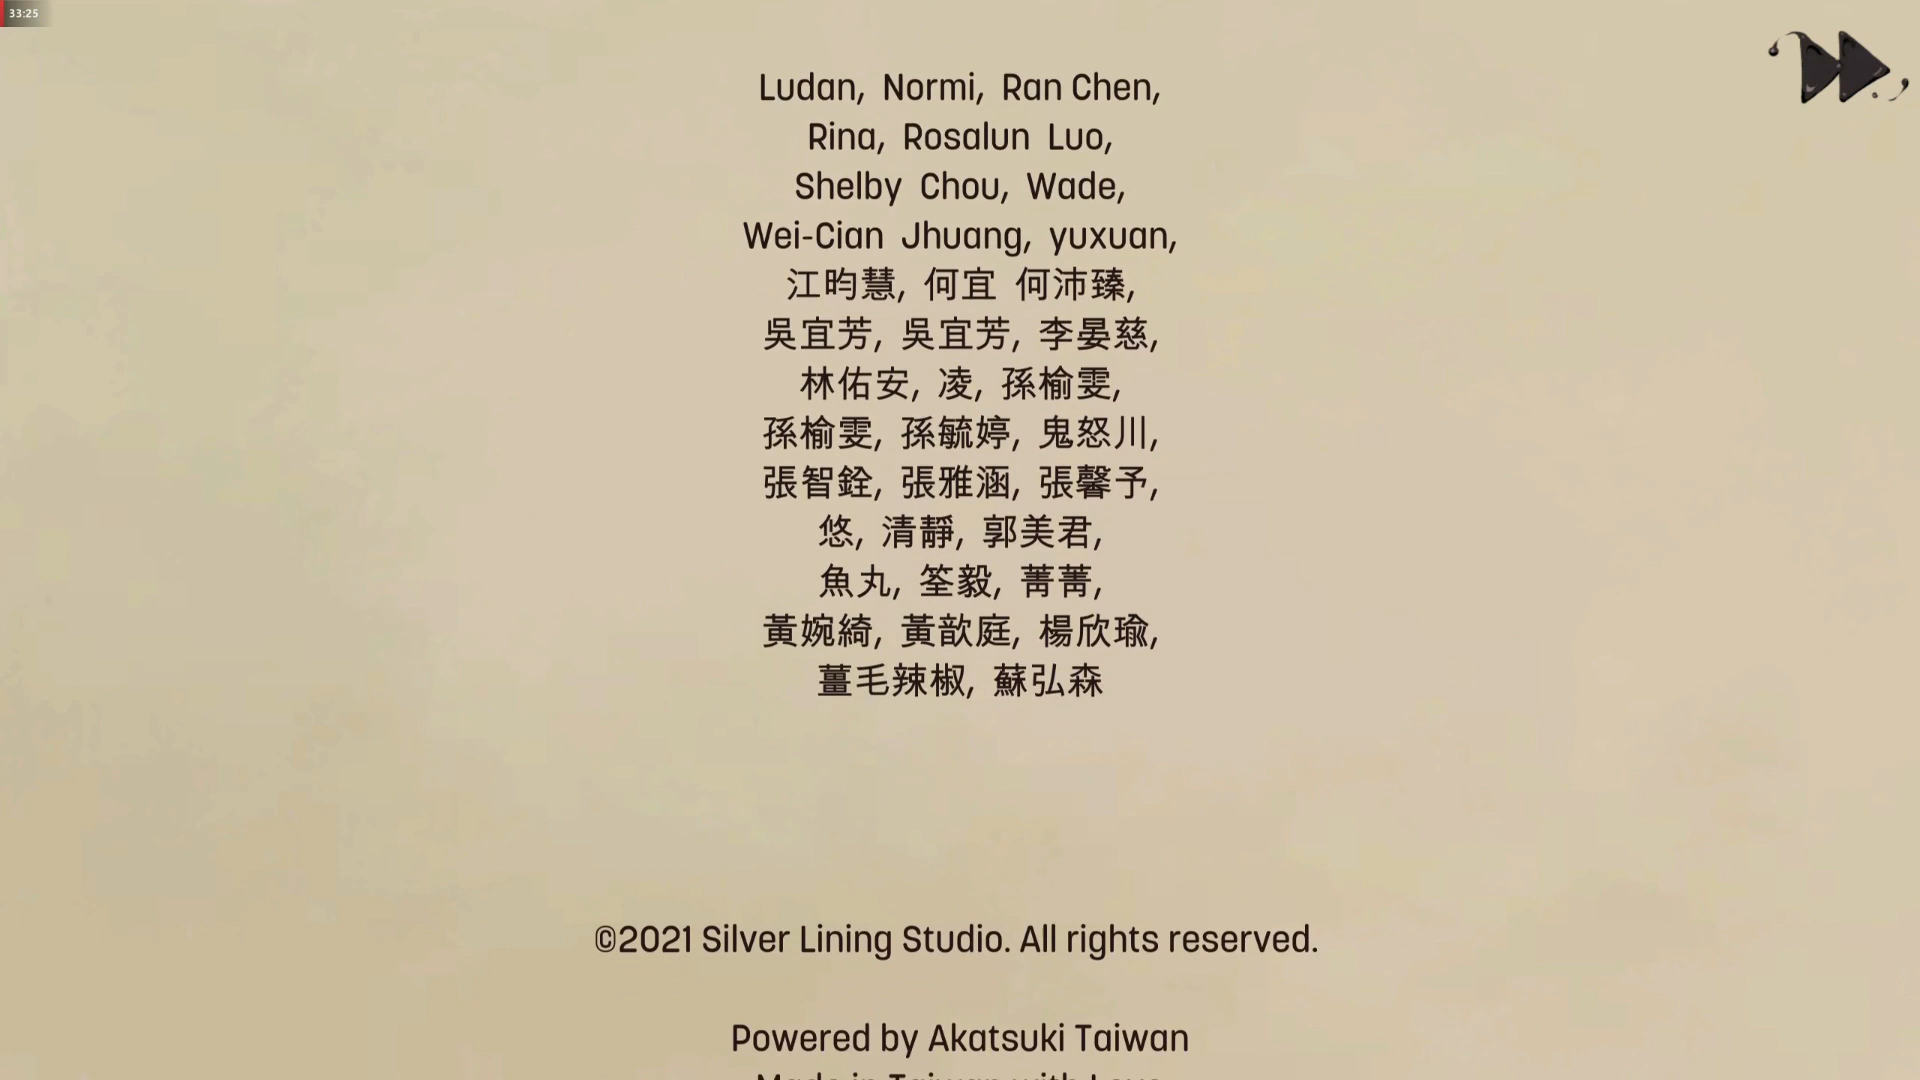 33:25
Ludan, Normi, Ran Chen,
Rina, Rosalun Luo,
Shelby Chou, Wade,
Wei-Cian Jhuang, yuxuan,
江昀慧, 何宜 何沛臻,
吳宜芳, 吳宜芳, 李晏慈,
林佑安, 凌, 孫榆雯,
孫榆雯, 孫毓婷, 鬼怒川,
張智銓, 張雅涵, 張馨予,
悠, 清靜, 郭美君,
魚丸, 筌毅, 菁菁,
黃婉綺, 黃歆庭, 楊欣瑜,
薑毛辣椒, 蘇弘森
©2021 Silver Lining Studio. All rights reserved.
Powered by Akatsuki Taiwan
Made in Taiwan with Love